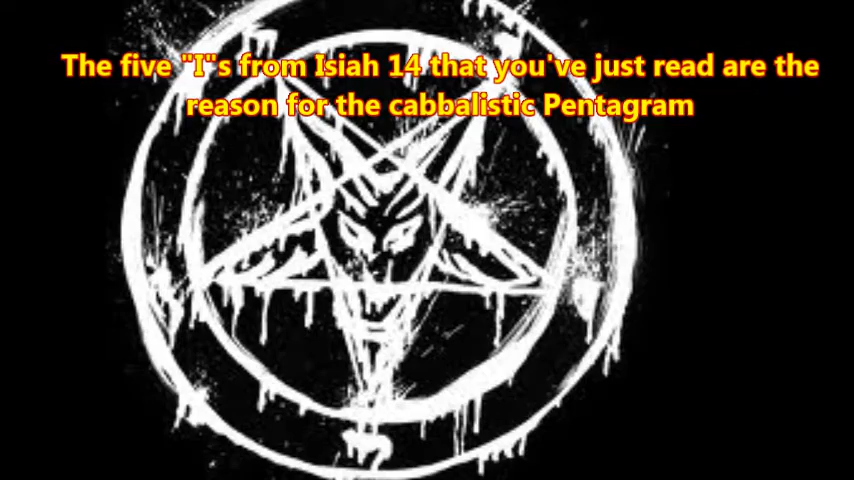 The five "I"s from Isiah 14 that you've just read are the
reason for the cabbalistic Pentagram